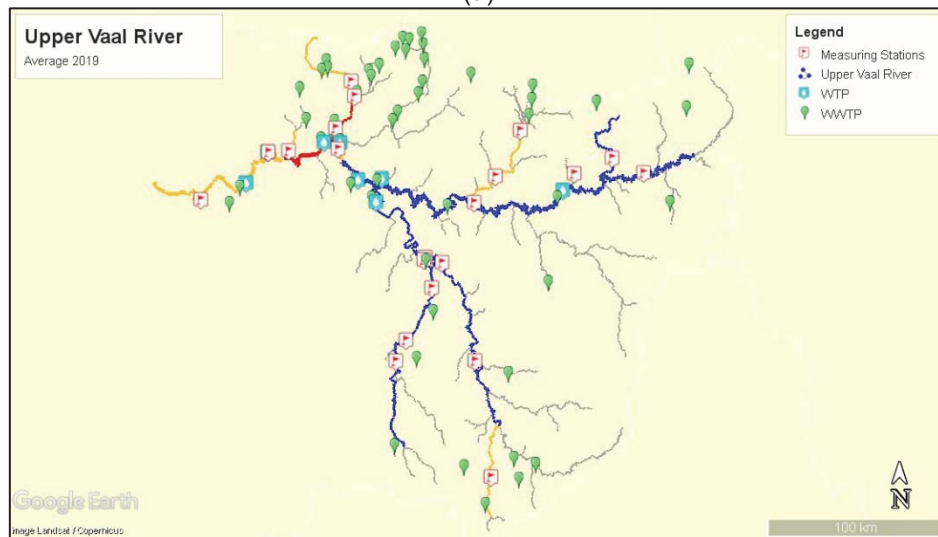 Upper Vaal River
Average 2019
Legend
Measuring Stations
Upper Vaal River
WTP
WWTP
N
Google Earth
Image Landsat / Copernicus
100 km